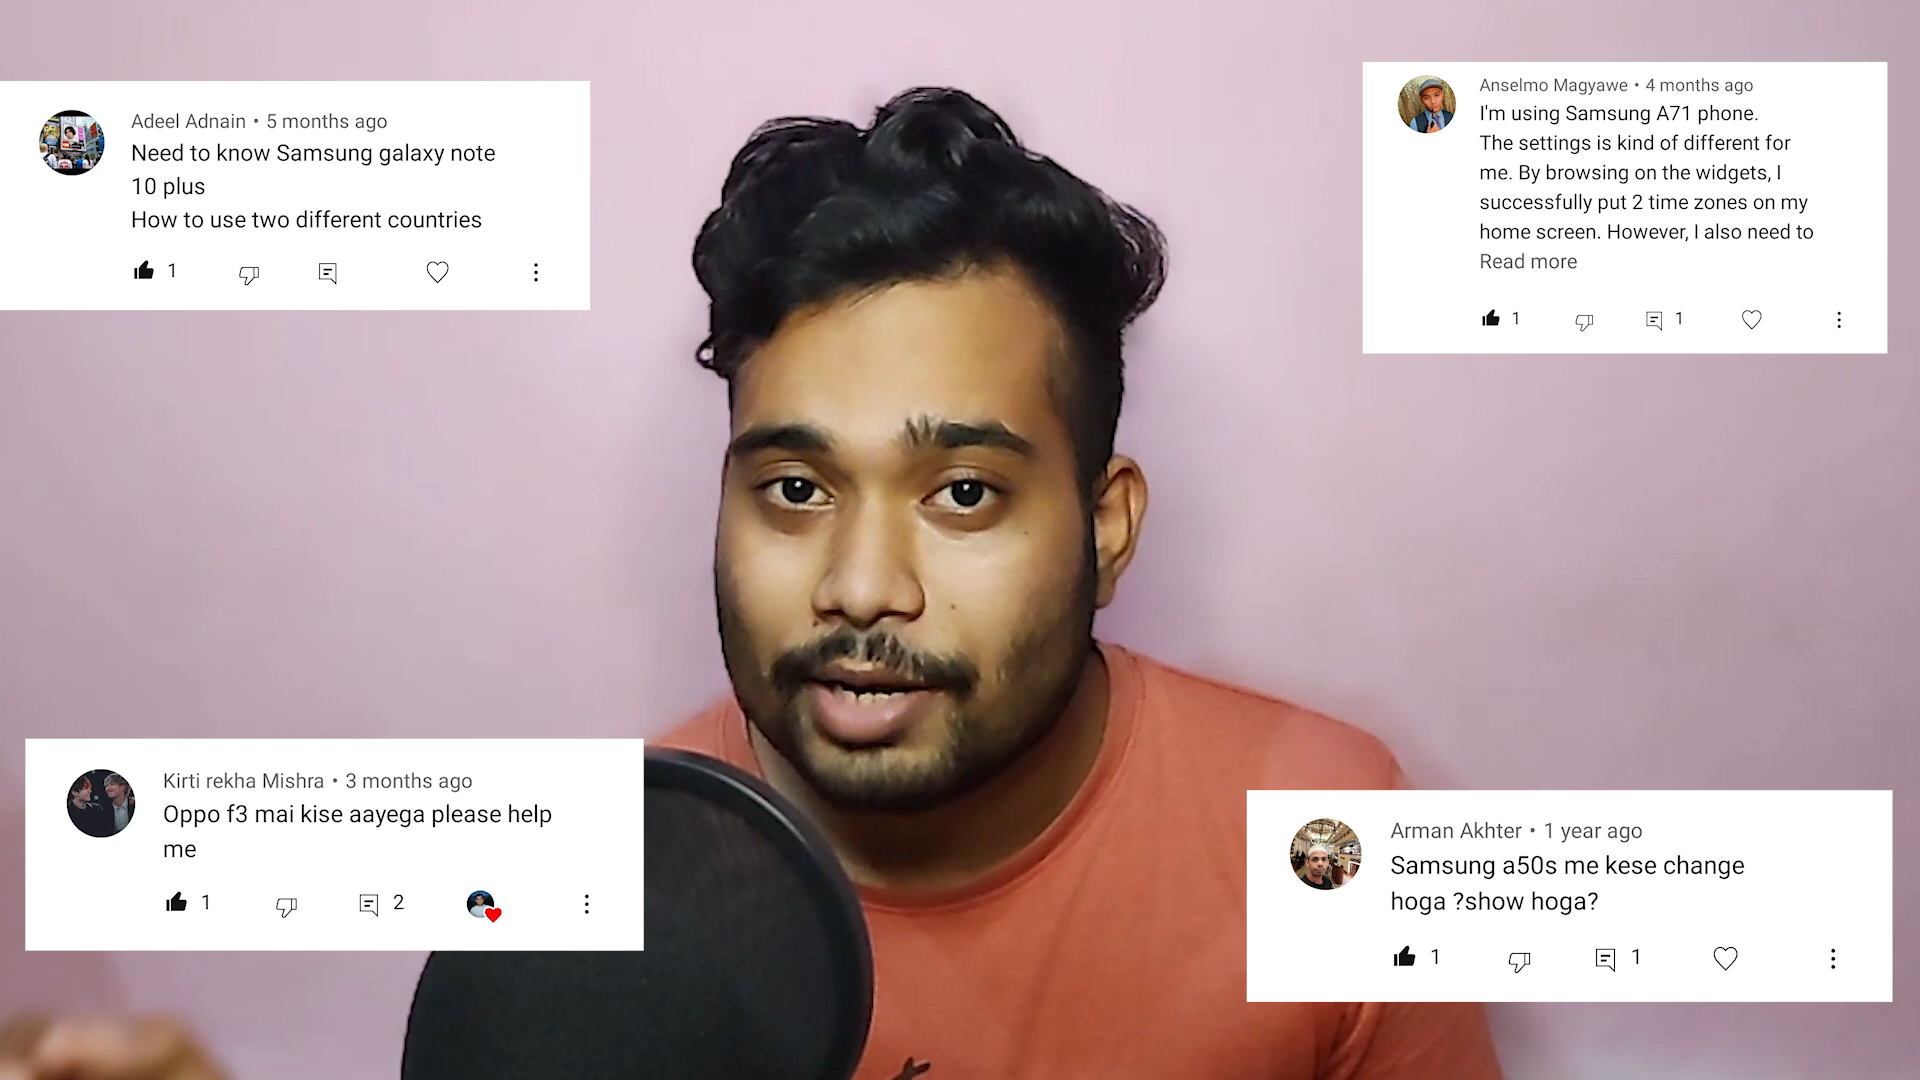 Adeel Adnain • 5 months ago
Need to know Samsung galaxy note
10 plus
How to use two different countries
1
Anselmo Magyawe • 4 months ago
I'm using Samsung A71 phone.
The settings is kind of different for
me. By browsing on the widgets, I
successfully put 2 time zones on my
home screen. However, I also need to
Read more
1 1
Kirti rekha Mishra • 3 months ago
Oppo f3 mai kise aayega please help
me
1 2
Arman Akhter • 1 year ago
Samsung a50s me kese change
hoga ?show hoga?
1 1